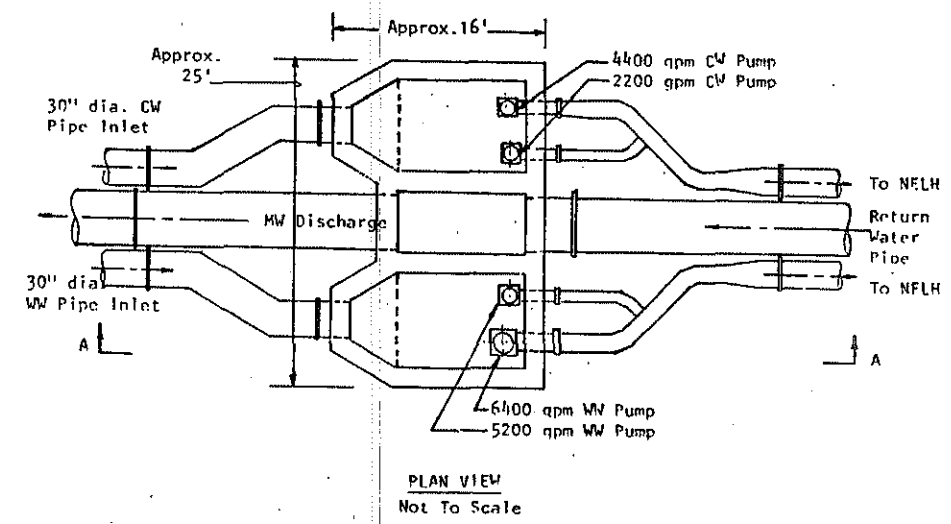 Approx.16'
Approx.
25'
4400 gpm CW Pump
2200 gpm CW Pump
30" dia. CW
Pipe Inlet
To NELH
MW Discharge
Return
Water
Pipe
30" dia.
WW Pipe Inlet
To NELH
A
A
6400 gpm WW Pump
5200 gpm WW Pump
PLAN VIEW
Not To Scale